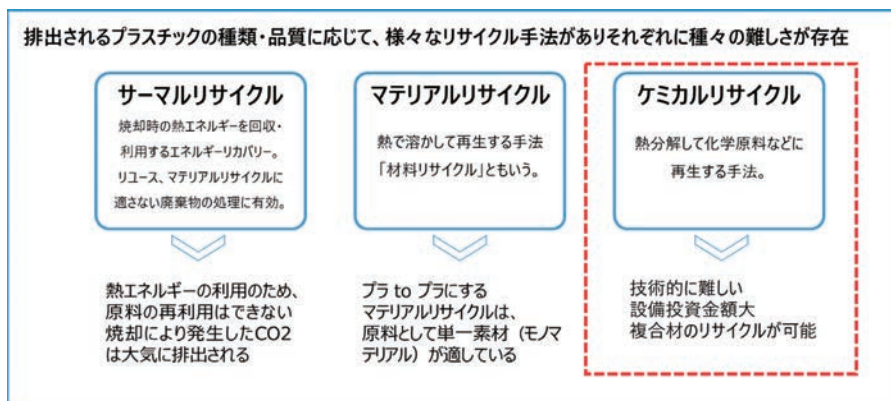 排出されるプラスチックの種類・品質に応じて、様々なリサイクル手法がありそれぞれに種々の難しさが存在
サーマルリサイクル
焼却時の熱エネルギーを回収・
利用するエネルギーリカバリー。
リユース、マテリアルリサイクルに
適さない廃棄物の処理に有効。
熱エネルギーの利用のため、
原料の再利用はできない
焼却により発生したCO2
は大気に排出される
マテリアルリサイクル
熱で溶かして再生する手法
「材料リサイクル」ともいう。
プラ to プラにする
マテリアルリサイクルは、
原料として単一素材（モノマ
テリアル）が適している
ケミカルリサイクル
熱分解して化学原料などに
再生する手法。
技術的に難しい
設備投資金額大
複合材のリサイクルが可能